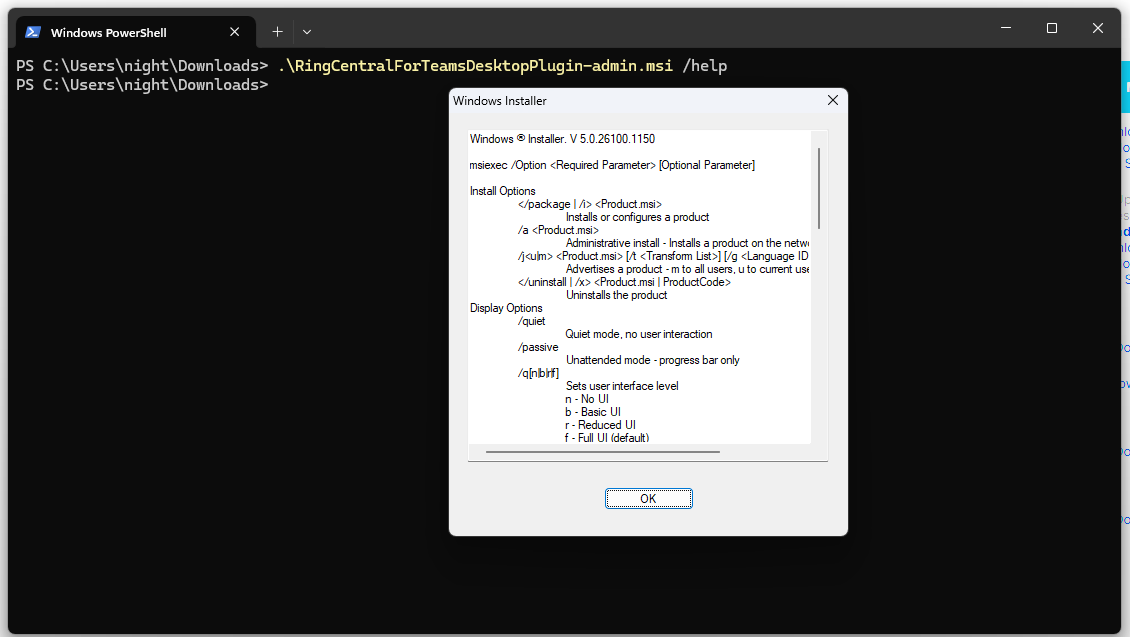 Windows PowerShell
PS C:\Users\night\Downloads> .\RingCentralForTeamsDesktopPlugin-admin.msi /help
PS C:\Users\night\Downloads>
Windows Installer
Windows ® Installer. V 5.0.26100.1150
msiexec /Option <Required Parameter> [Optional Parameter]
Install Options
</package | /i> <Product.msi>
Installs or configures a product
/a <Product.msi>
Administrative install - Installs a product on the netw
/j<u|m> <Product.msi> [/t <Transform List>] [/g <Language ID
Advertises a product - m to all users, u to current use
</uninstall | /x> <Product.msi | ProductCode>
Uninstalls the product
Display Options
/quiet
Quiet mode, no user interaction
/passive
Unattended mode - progress bar only
/q[n|b|r|f]
Sets user interface level
n - No UI
b - Basic UI
r - Reduced UI
f - Full UI (default)
OK